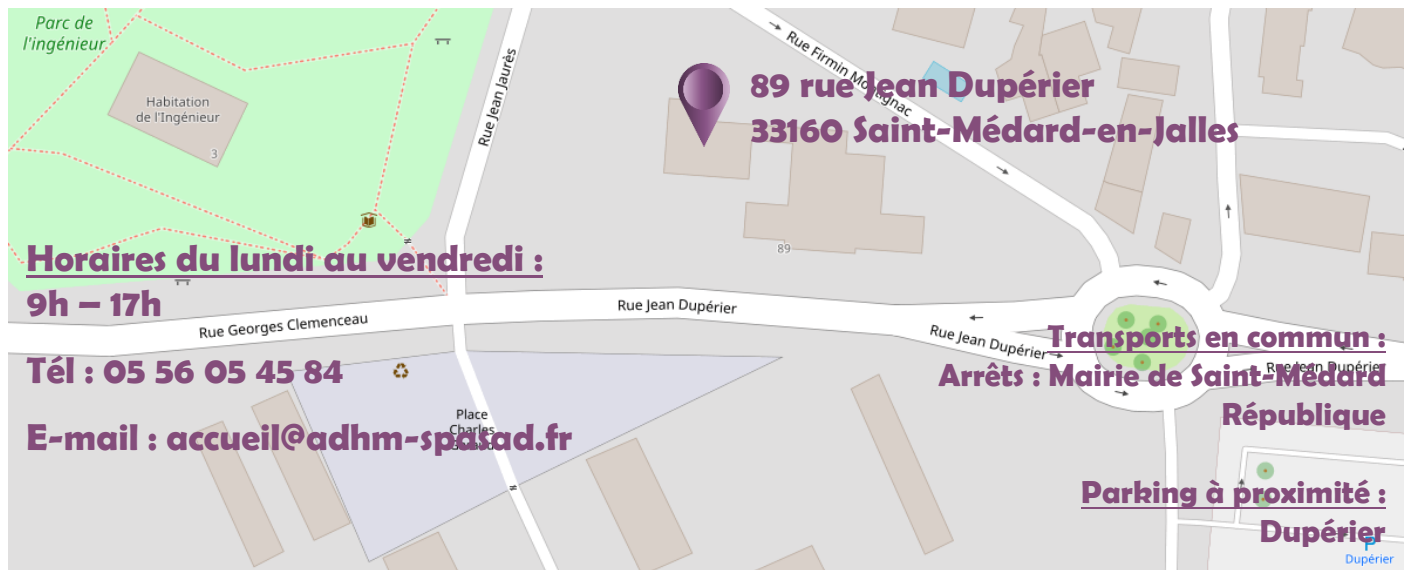 Parc de
l'ingénieur
Habitation
de l'Ingénieur
3
Rue Jean Jaurès
Rue Firmin Montignac
89 rue Jean Dupérier
33160 Saint-Médard-en-Jalles
89
Horaires du lundi au vendredi :
9h – 17h
Tél : 05 56 05 45 84
E-mail : accueil@adhm-spasad.fr
Rue Georges Clemenceau
Rue Jean Dupérier
Rue Jean Dupérier
Rue Jean Dupérier
Place
Charles
Transports en commun :
Arrêts : Mairie de Saint-Médard
République
Parking à proximité :
Dupérier
P
Dupérier